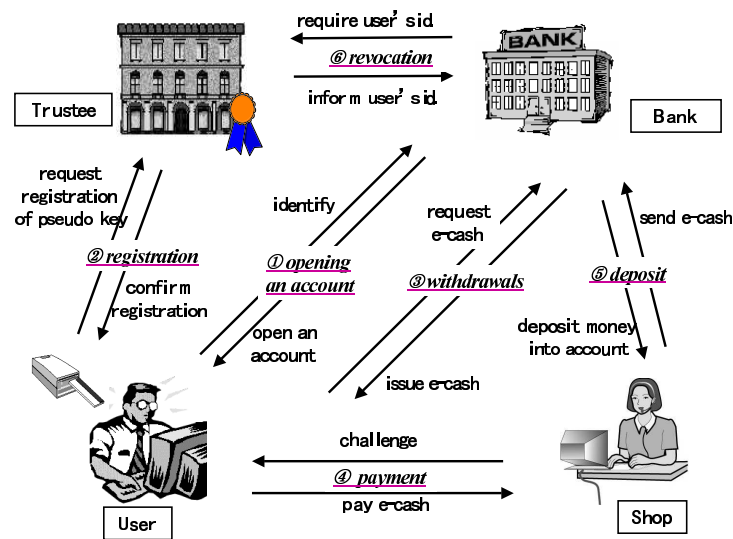 require user's sid
BANK
⑥ revocation
inform user's sid.
Trustee
Bank
request
registration
of pseudo key
identify
request
e-cash
send e-cash
② registration
① opening
an account
③ withdrawals
⑤ deposit
confirm
registration
open an
account
deposit money
into account
issue e-cash
challenge
④ payment
pay e-cash
User
Shop